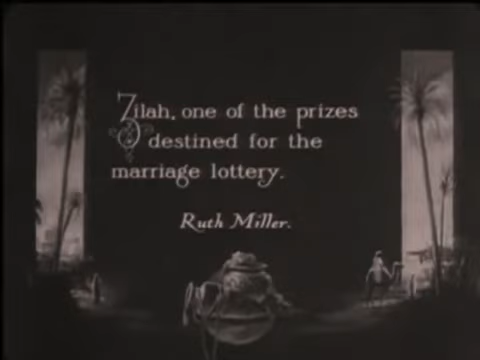 Zilah, one of the prizes
destined for the
marriage lottery.
Ruth Miller.